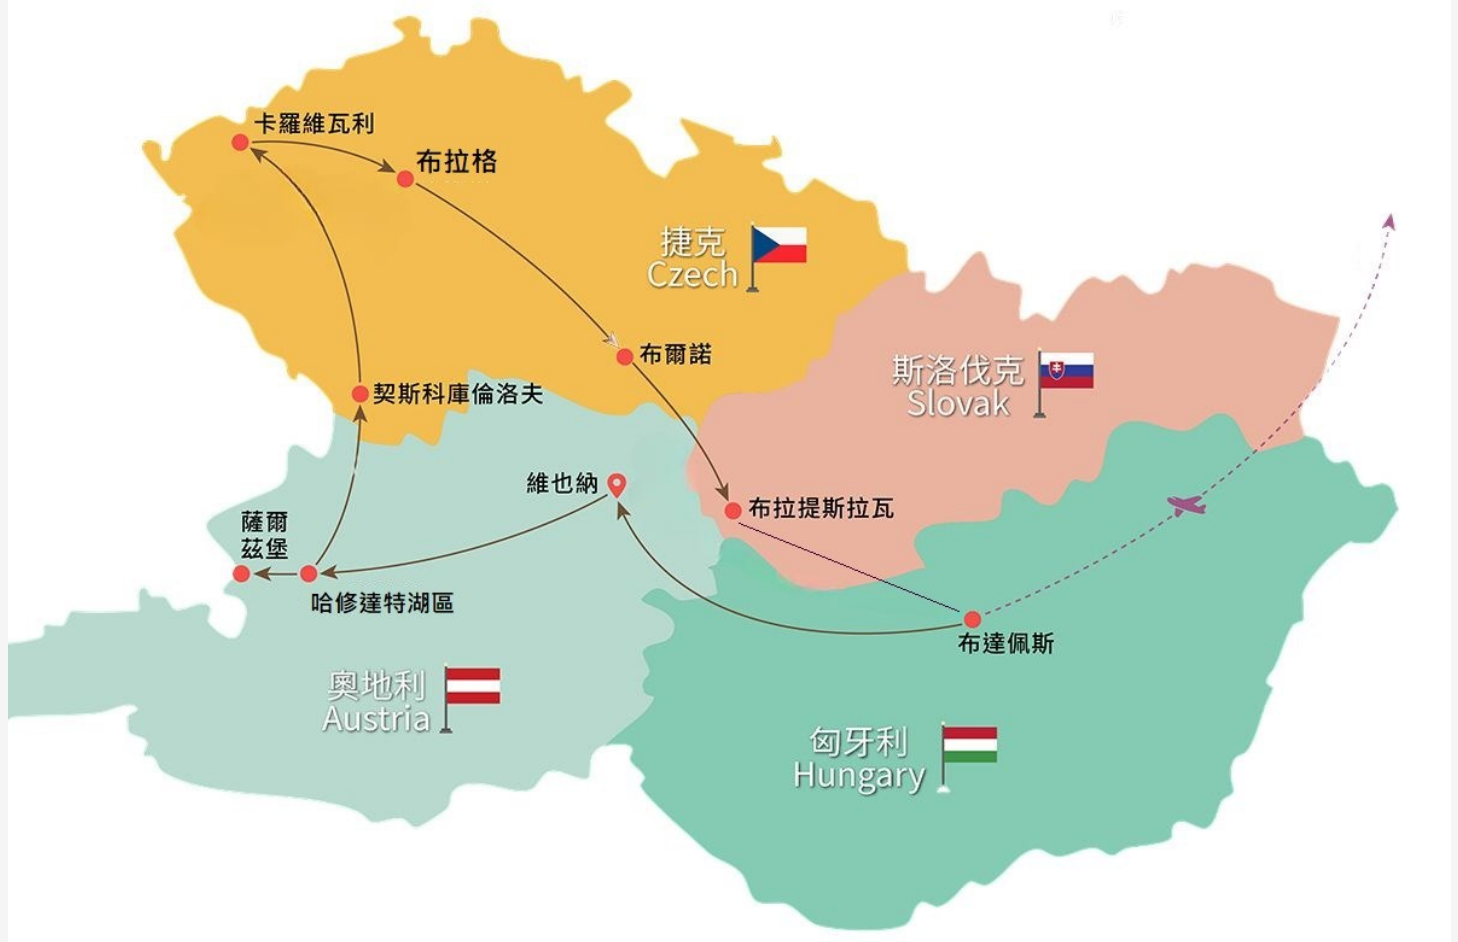 卡羅維瓦利
布拉格
捷克
Czech
布爾諾
斯洛伐克
Slovak
契斯科庫倫洛夫
維也納
布拉提斯拉瓦
薩爾
茲堡
哈修達特湖區
布達佩斯
奧地利
Austria
匈牙利
Hungary